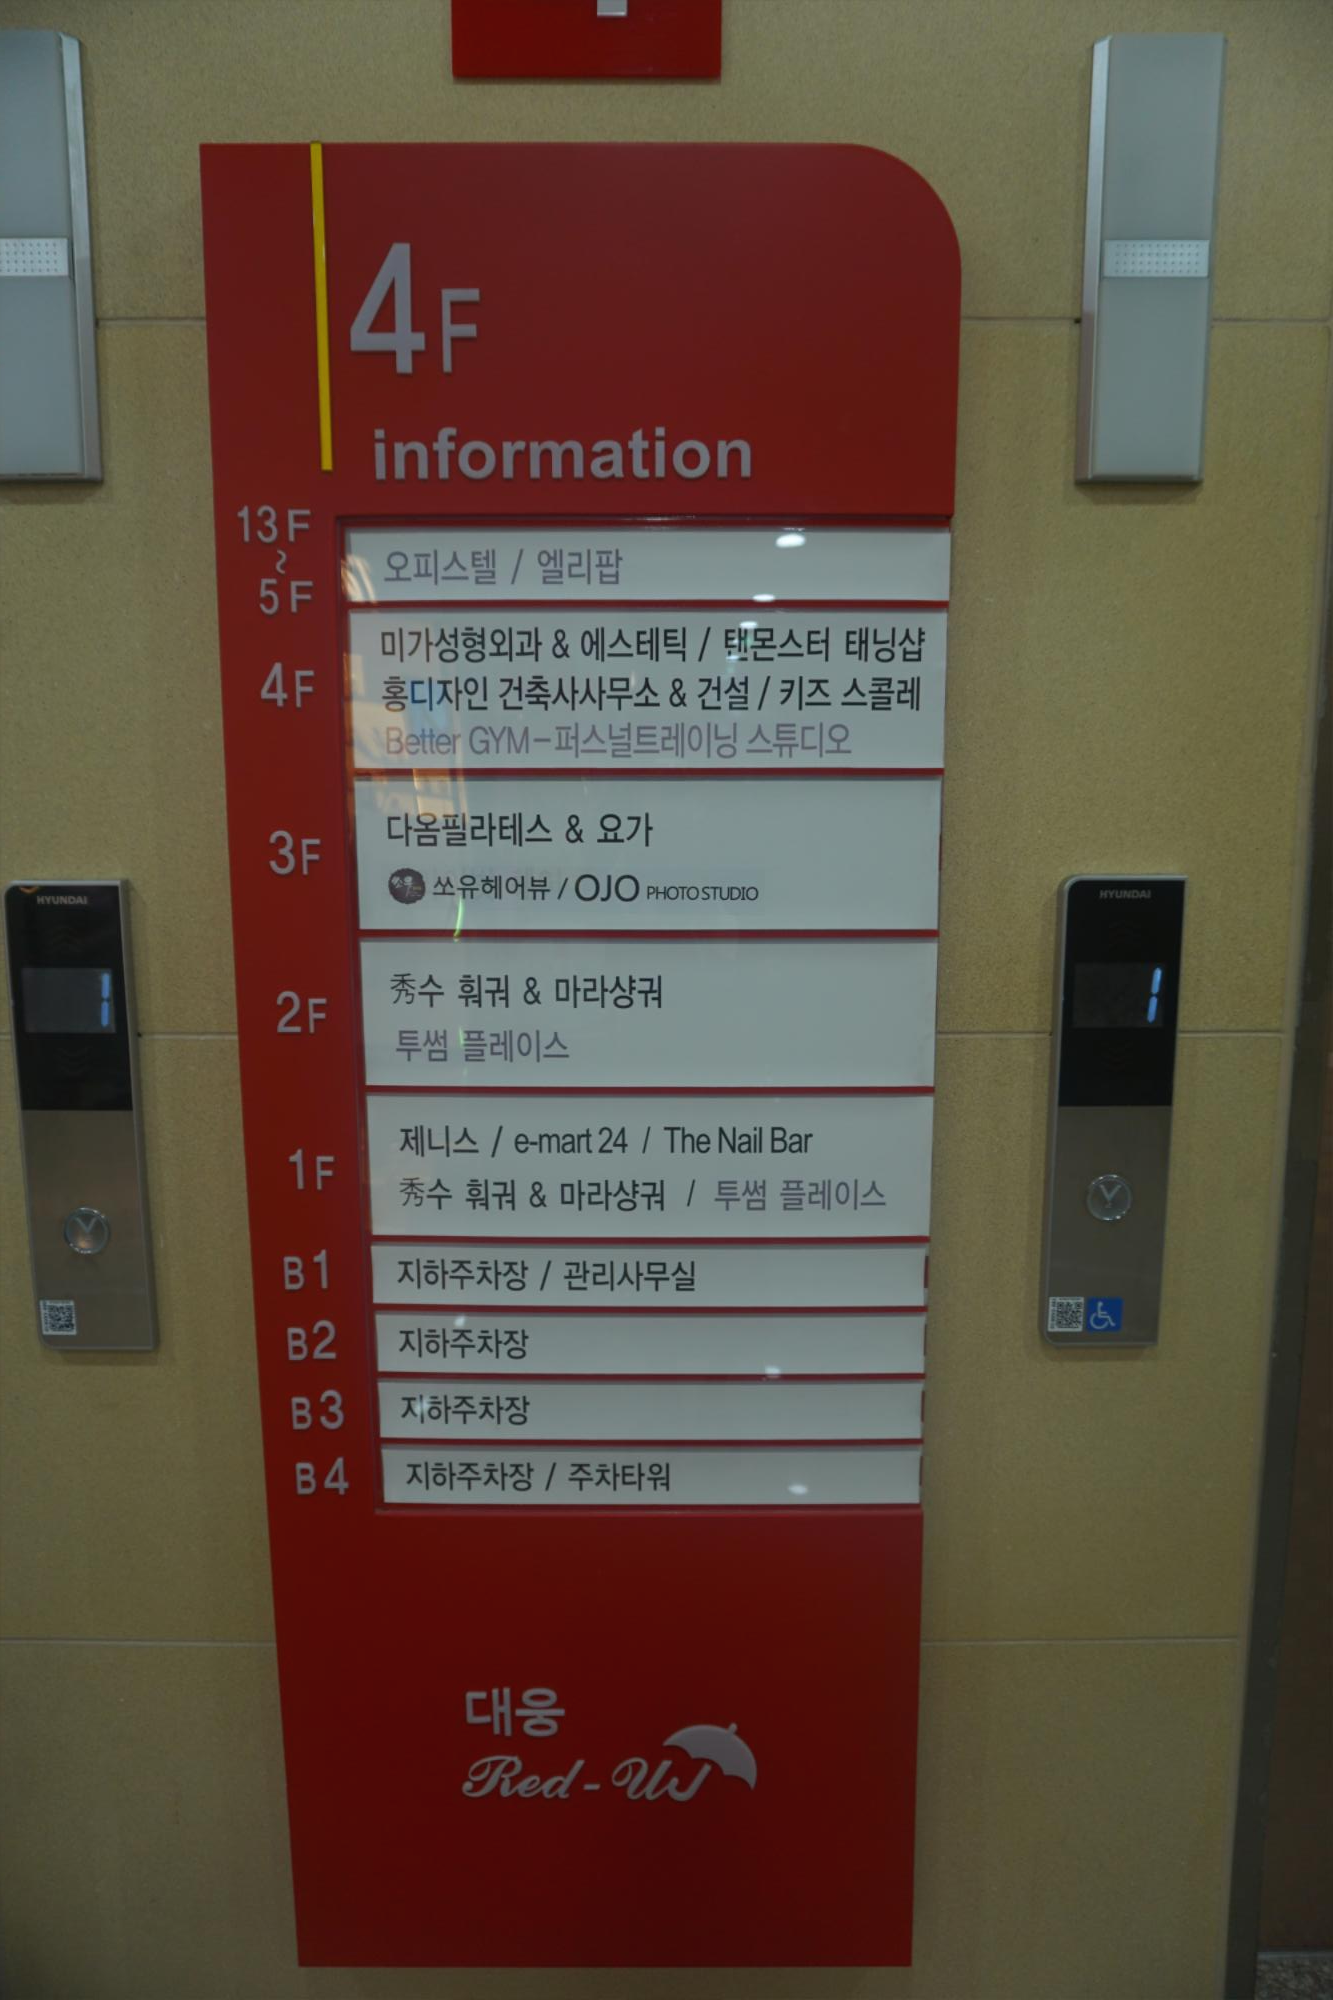 4F
information
13F
~
5F
오피스텔 / 엘리팝
4F
미가성형외과 & 에스테틱 / 탠몬스터 태닝샵
홍디자인 건축사사무소 & 건설 / 키즈 스콜레
Better GYM-퍼스널트레이닝 스튜디오
3F
다옴필라테스 & 요가
쏘유헤어뷰 / OJO PHOTO STUDIO
2F
秀수 훠궈 & 마라샹궈
투썸 플레이스
1F
제니스 / e-mart 24 / The Nail Bar
秀수 훠궈 & 마라샹궈 / 투썸 플레이스
B1
지하주차장 / 관리사무실
B2
지하주차장
B3
지하주차장
B4
지하주차장 / 주차타워
대웅
Red-UJ
HYUNDAI
1
HYUNDAI
1